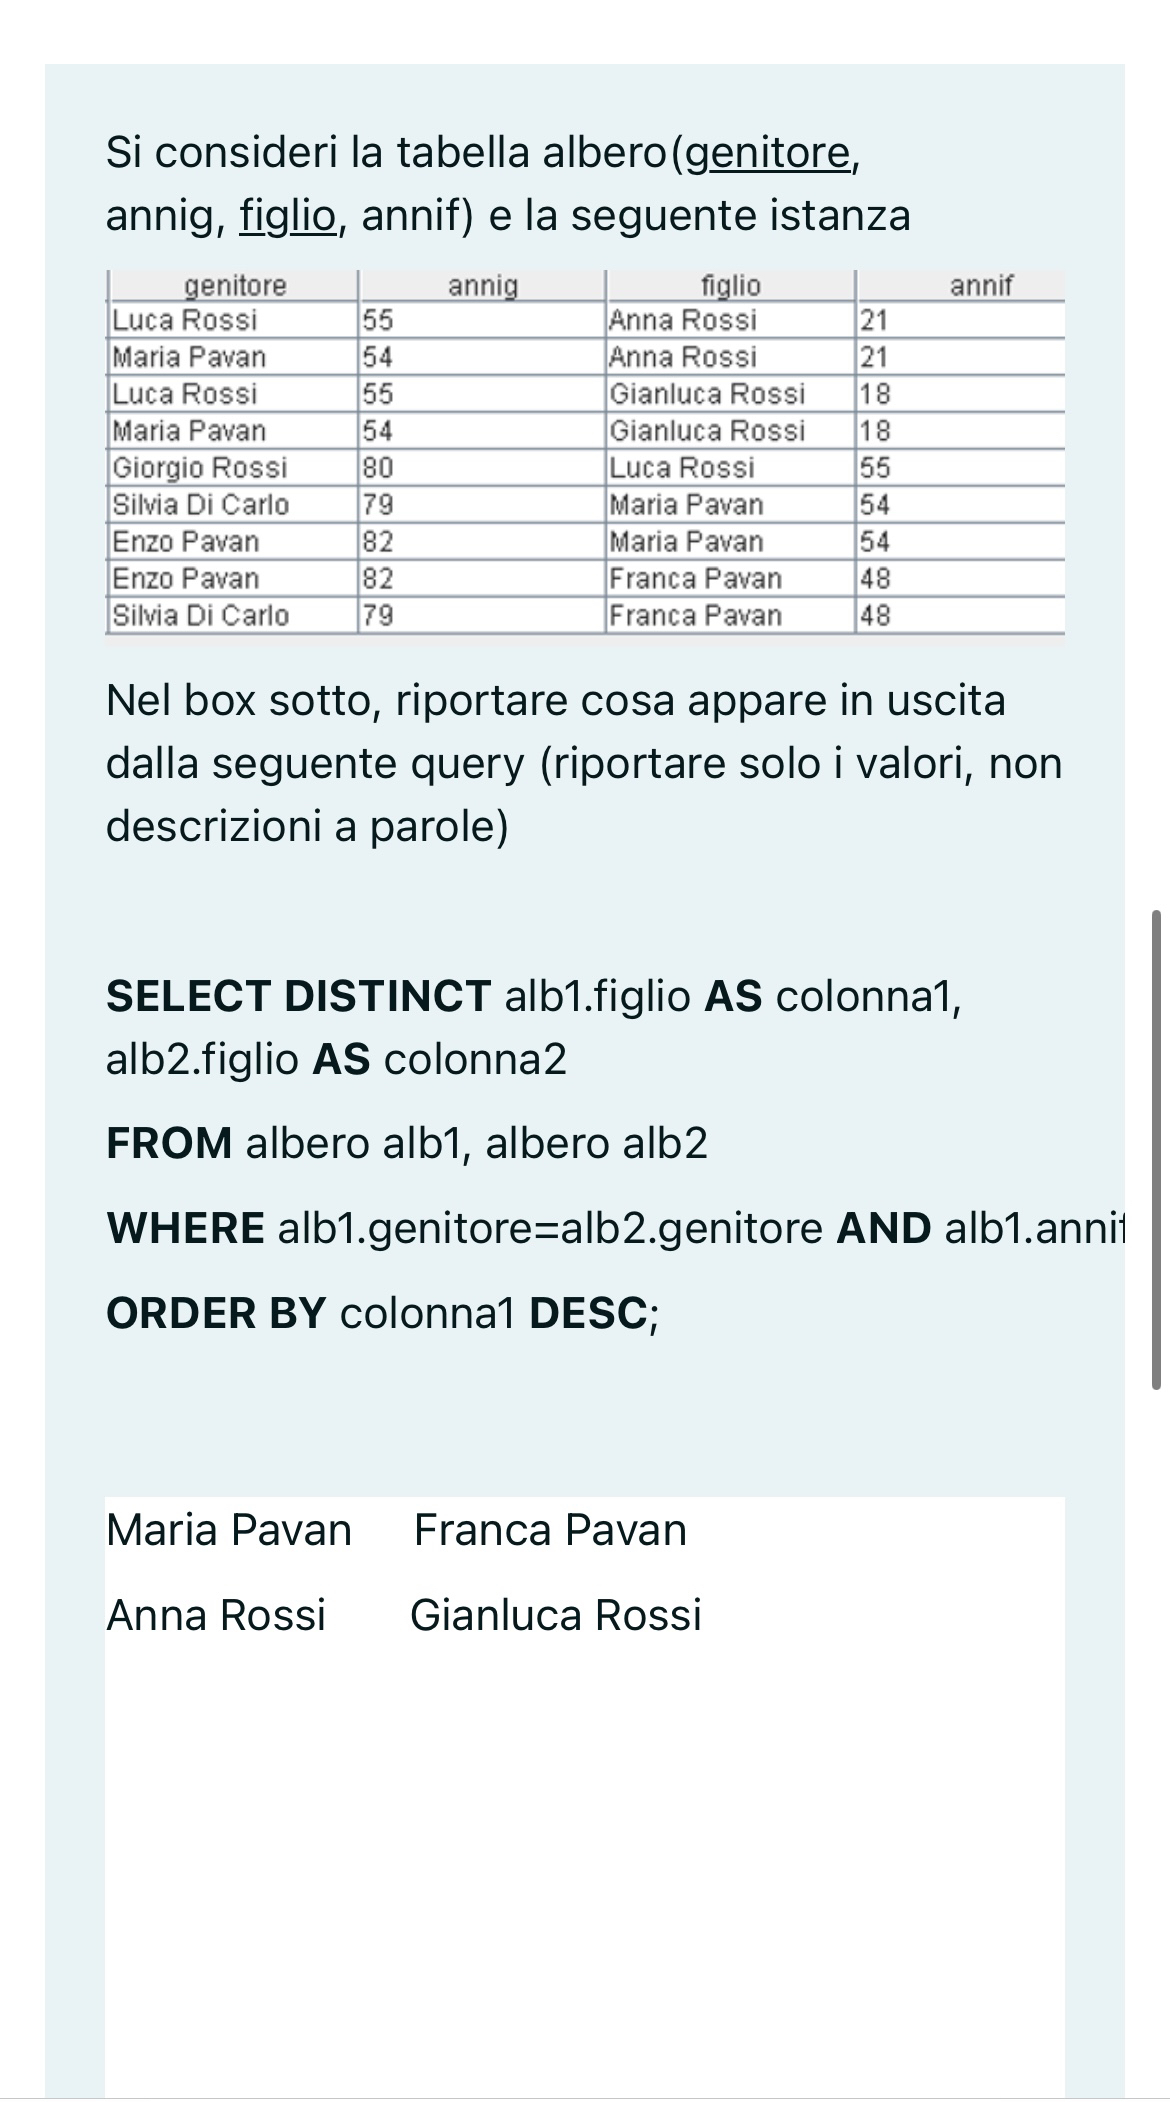 Si consideri la tabella albero(genitore,
annig, figlio, annif) e la seguente istanza
genitore annig figlio annif
Luca Rossi 55 Anna Rossi 21
Maria Pavan 54 Anna Rossi 21
Luca Rossi 55 Gianluca Rossi 18
Maria Pavan 54 Gianluca Rossi 18
Giorgio Rossi 80 Luca Rossi 55
Silvia Di Carlo 79 Maria Pavan 54
Enzo Pavan 82 Maria Pavan 54
Enzo Pavan 82 Franca Pavan 48
Silvia Di Carlo 79 Franca Pavan 48
Nel box sotto, riportare cosa appare in uscita
dalla seguente query (riportare solo i valori, non
descrizioni a parole)
SELECT DISTINCT alb1.figlio AS colonna1,
alb2.figlio AS colonna2
FROM albero alb1, albero alb2
WHERE alb1.genitore=alb2.genitore AND alb1.annif
ORDER BY colonna1 DESC;
Maria Pavan Franca Pavan
Anna Rossi Gianluca Rossi